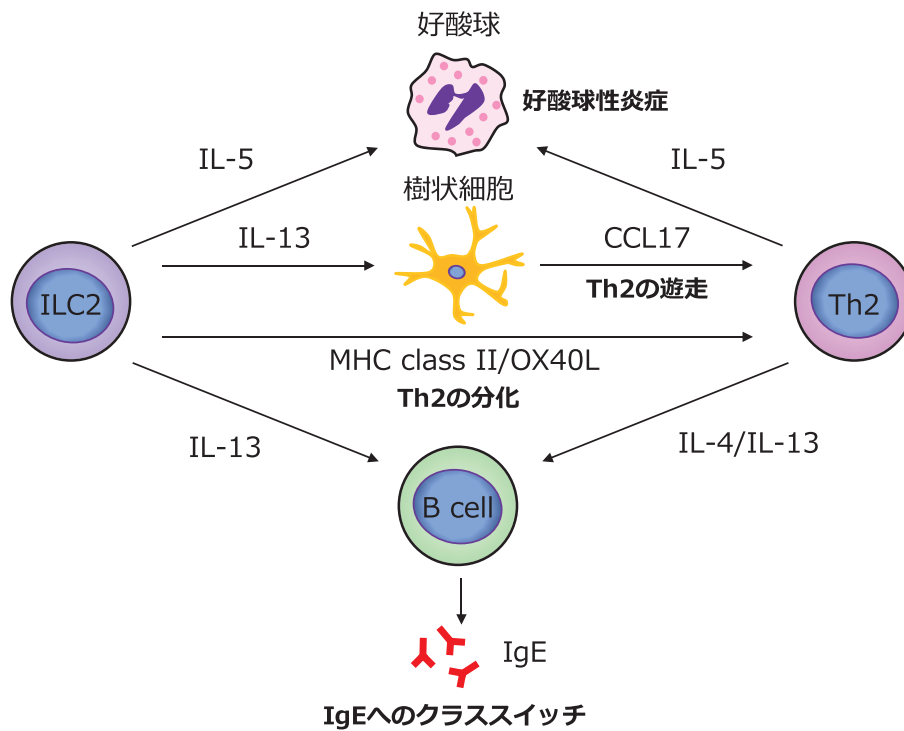 好酸球
好酸球性炎症
IL-5
IL-5
樹状細胞
IL-13
CCL17
Th2の遊走
ILC2
Th2
MHC class II/OX40L
Th2の分化
IL-13
IL-4/IL-13
B cell
IgE
IgEへのクラススイッチ